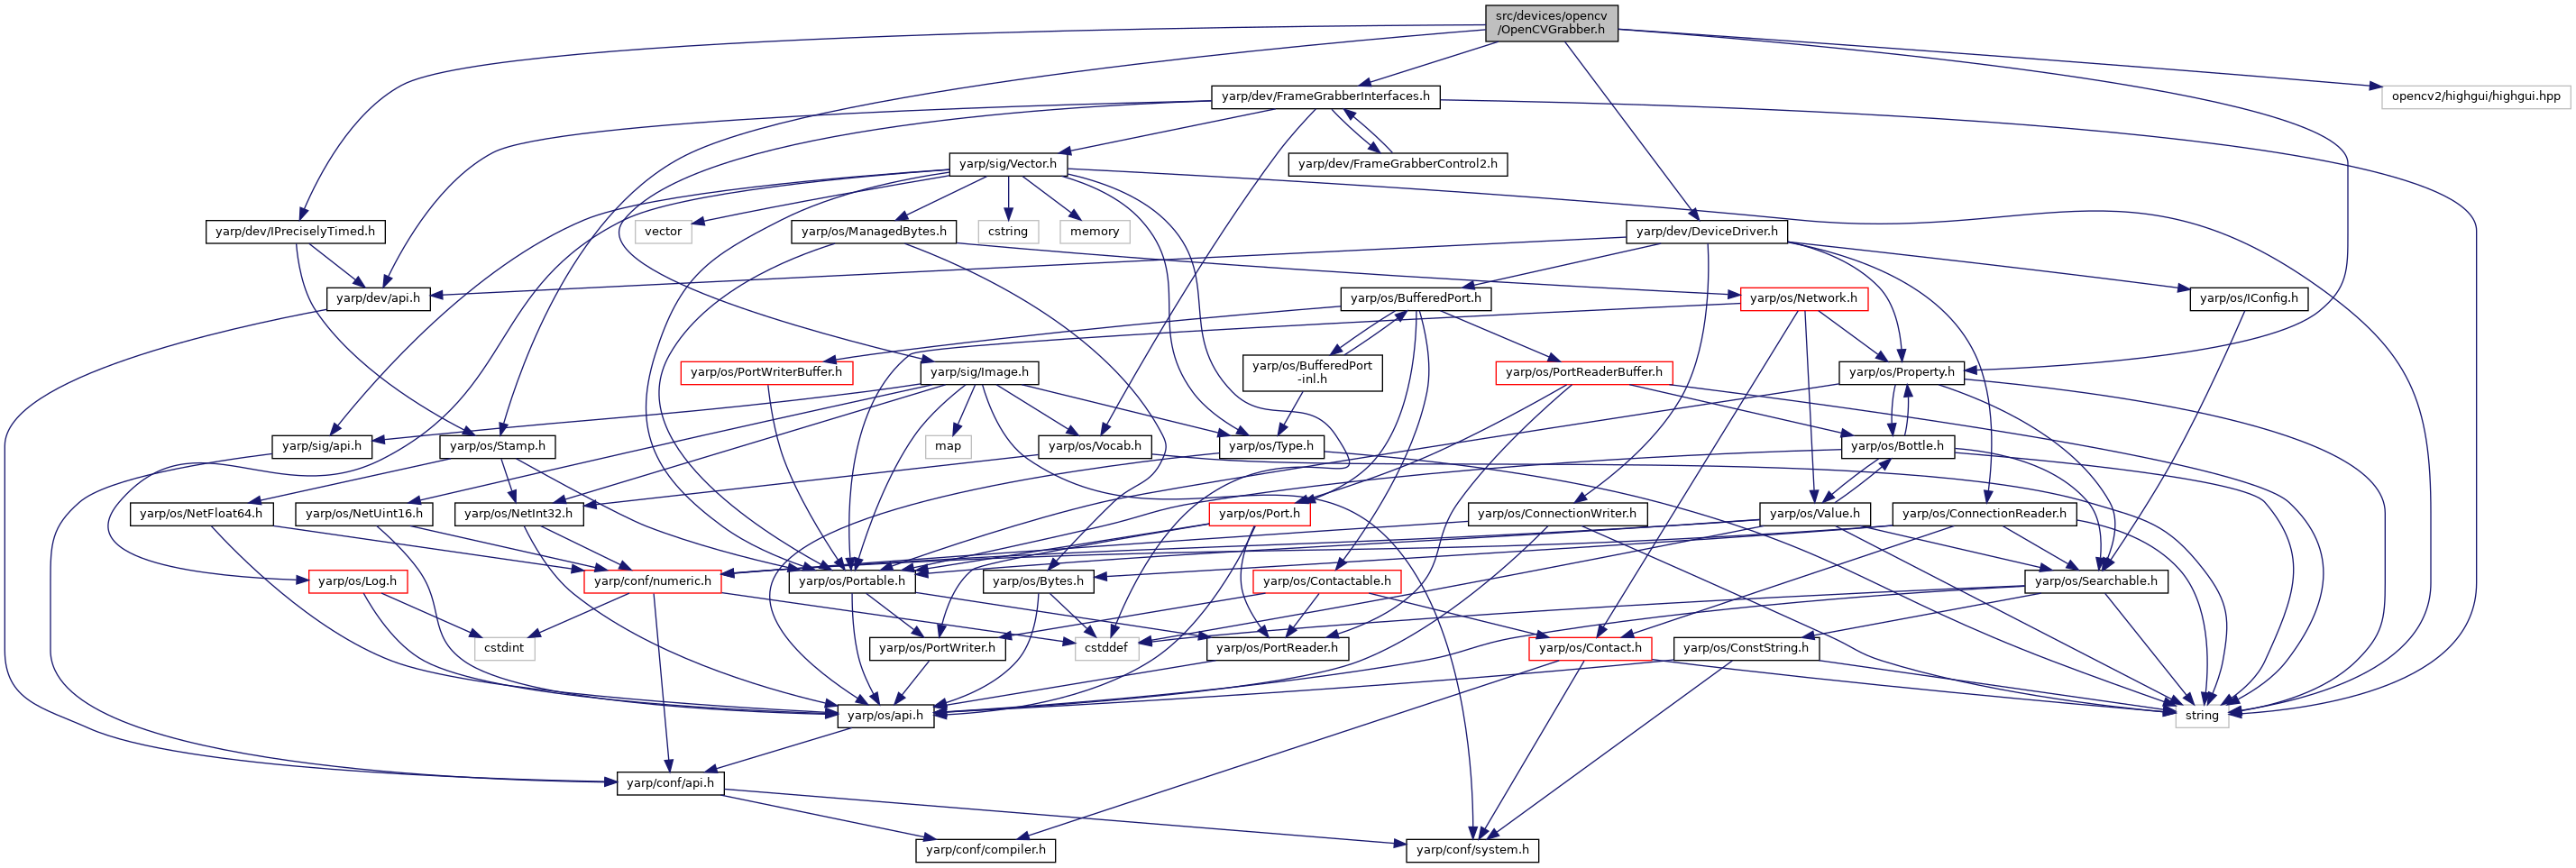 src/devices/opencv
/OpenCVGrabber.h
yarp/dev/FrameGrabberInterfaces.h
opencv2/highgui/highgui.hpp
yarp/sig/Vector.h
yarp/dev/FrameGrabberControl2.h
yarp/dev/IPreciselyTimed.h
vector
yarp/os/ManagedBytes.h
cstring
memory
yarp/dev/DeviceDriver.h
yarp/dev/api.h
yarp/os/BufferedPort.h
yarp/os/Network.h
yarp/os/IConfig.h
yarp/os/PortWriterBuffer.h
yarp/sig/Image.h
yarp/os/BufferedPort
-inl.h
yarp/os/PortReaderBuffer.h
yarp/os/Property.h
yarp/sig/api.h
yarp/os/Stamp.h
map
yarp/os/Vocab.h
yarp/os/Type.h
yarp/os/Bottle.h
yarp/os/NetFloat64.h
yarp/os/NetUint16.h
yarp/os/NetInt32.h
yarp/os/Port.h
yarp/os/ConnectionWriter.h
yarp/os/Value.h
yarp/os/ConnectionReader.h
yarp/os/Log.h
yarp/conf/numeric.h
yarp/os/Portable.h
yarp/os/Bytes.h
yarp/os/Contactable.h
yarp/os/Searchable.h
cstdint
yarp/os/PortWriter.h
cstddef
yarp/os/PortReader.h
yarp/os/Contact.h
yarp/os/ConstString.h
yarp/os/api.h
string
yarp/conf/api.h
yarp/conf/compiler.h
yarp/conf/system.h